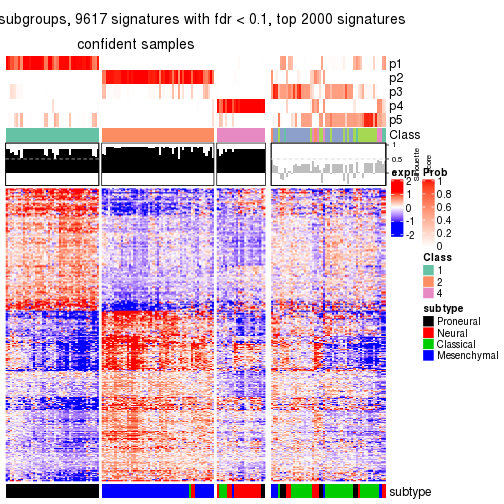 subgroups, 9617 signatures with fdr < 0.1, top 2000 signatures
confident samples
p1
p2
p3
p4
p5
Class
1
0.5
0
Silhouette
score
expr
2
1
0
-1
-2
Prob
1
0.8
0.6
0.4
0.2
0
Class
1
2
4
subtype
Proneural
Neural
Classical
Mesenchymal
subtype